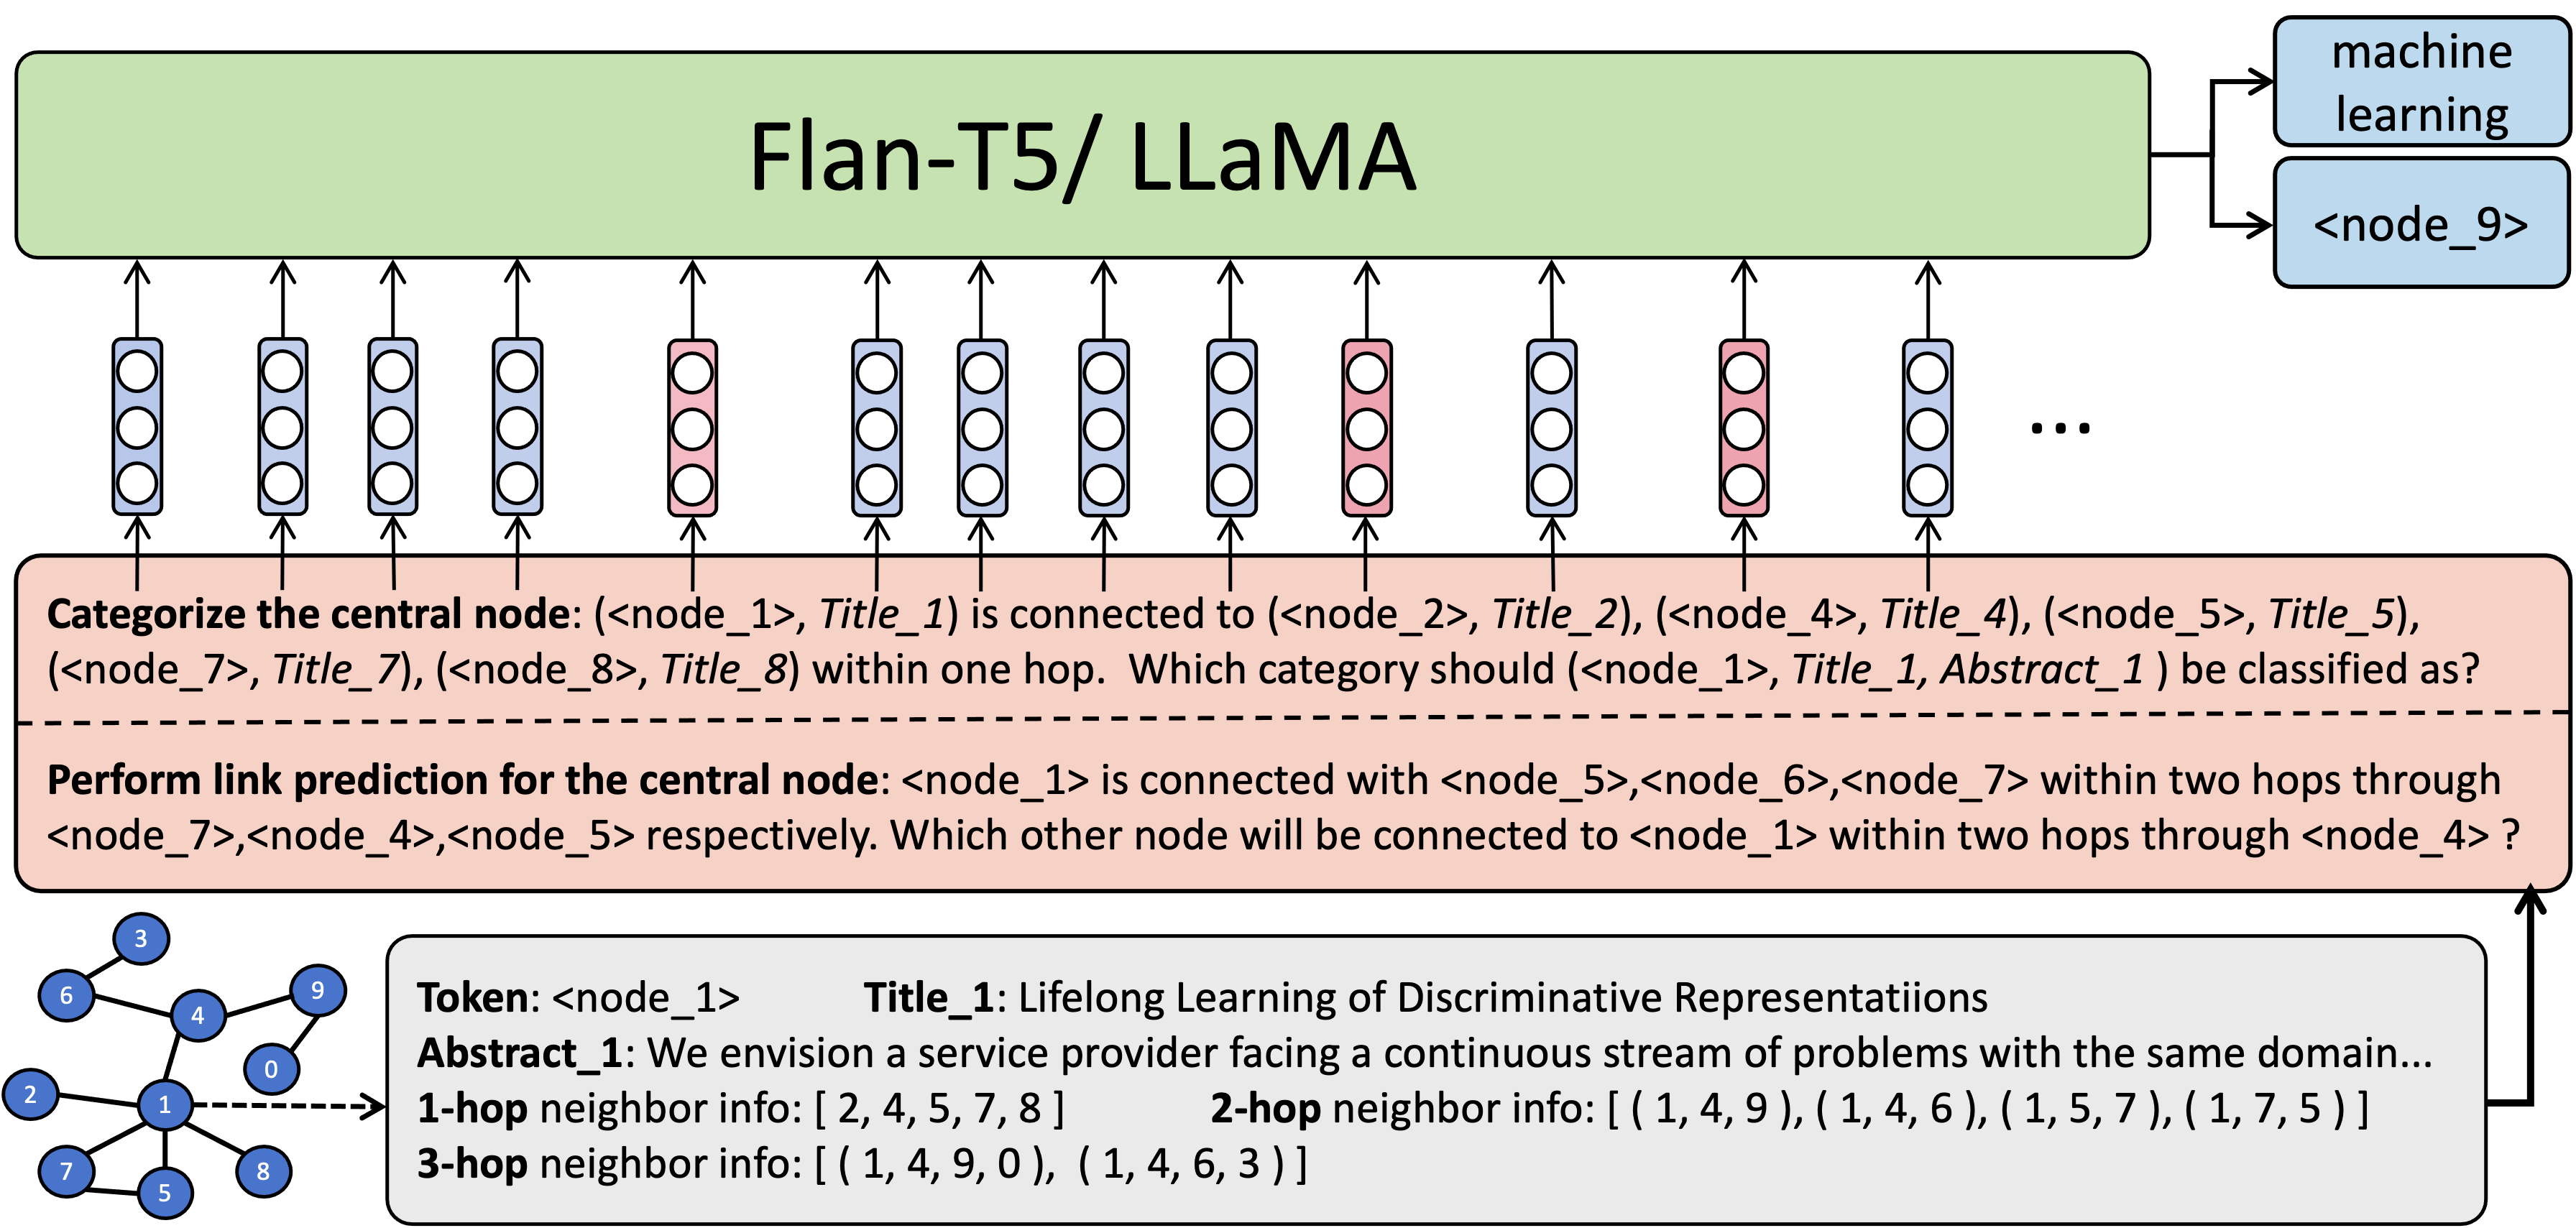 Flan-T5/ LLaMA
machine
learning
<node_9>
...
Categorize the central node: (<node_1>, Title_1) is connected to (<node_2>, Title_2), (<node_4>, Title_4), (<node_5>, Title_5),
(<node_7>, Title_7), (<node_8>, Title_8) within one hop.  Which category should (<node_1>, Title_1, Abstract_1 ) be classified as?
Perform link prediction for the central node: <node_1> is connected with <node_5>,<node_6>,<node_7> within two hops through
<node_7>,<node_4>,<node_5> respectively. Which other node will be connected to <node_1> within two hops through <node_4> ?
3
6
4
9
0
2
1
7
5
8
Token: <node_1> Title_1: Lifelong Learning of Discriminative Representatiions
Abstract_1: We envision a service provider facing a continuous stream of problems with the same domain...
1-hop neighbor info: [ 2, 4, 5, 7, 8 ] 2-hop neighbor info: [ ( 1, 4, 9 ), ( 1, 4, 6 ), ( 1, 5, 7 ), ( 1, 7, 5 ) ]
3-hop neighbor info: [ ( 1, 4, 9, 0 ),  ( 1, 4, 6, 3 ) ]